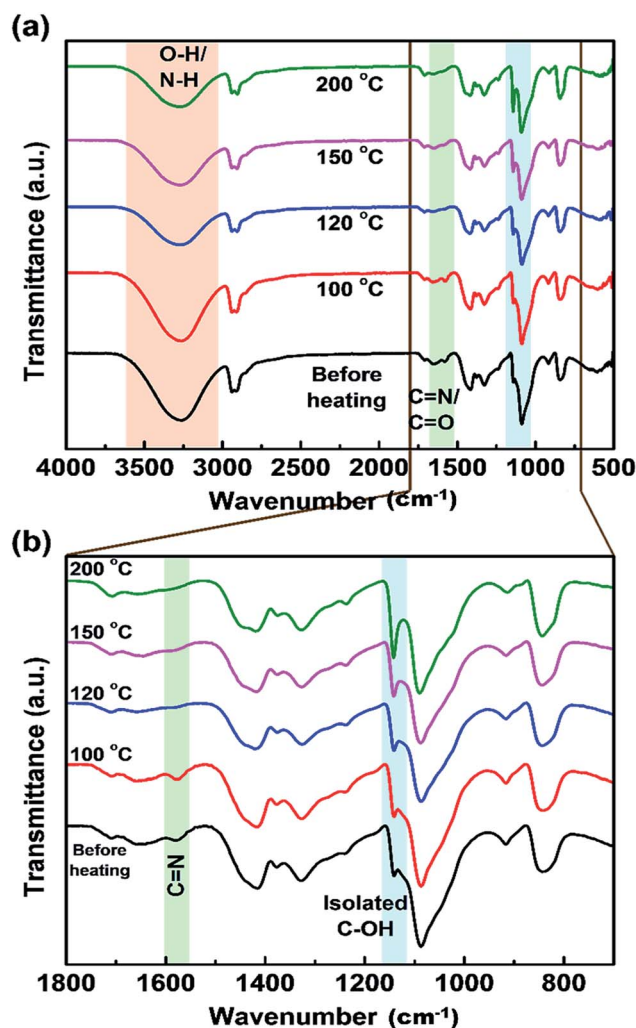 (a)
O-H/
N-H
200 °C
150 °C
120 °C
100 °C
Before
heating
C=N/
C=O
Transmittance (a.u.)
4000 3500 3000 2500 2000 1500 1000 500
Wavenumber (cm-1)
(b)
200 °C
150 °C
120 °C
100 °C
Before
heating
C=N
Isolated
C-OH
Transmittance (a.u.)
1800 1600 1400 1200 1000 800
Wavenumber (cm-1)